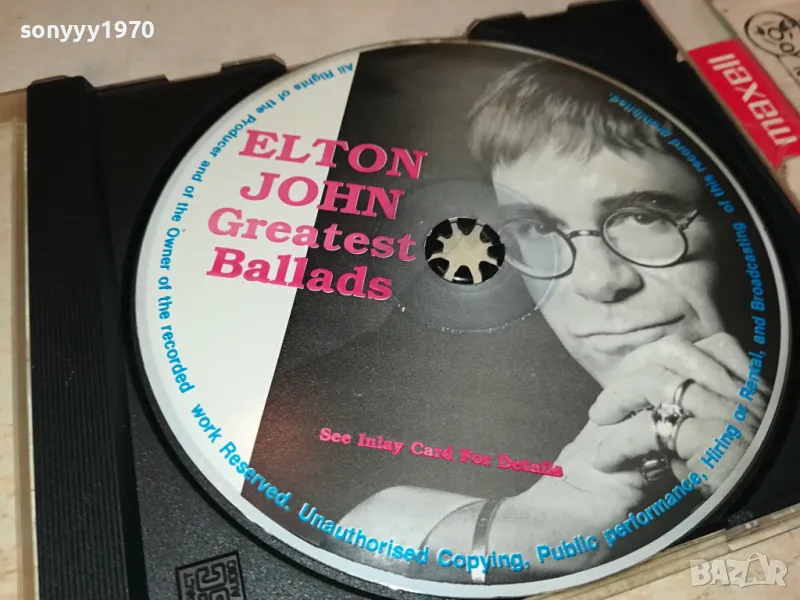 sonyyy1970
ELTON
JOHN
Greatest
Ballads
See Inlay Card For Details
All Rights of the Producer and of the Owner of the recorded work Reserved. Unauthorised Copying, Public performance, Hiring or Rental, and Broadcasting of this record prohibited.
maxell
AUDIO
BAZAR